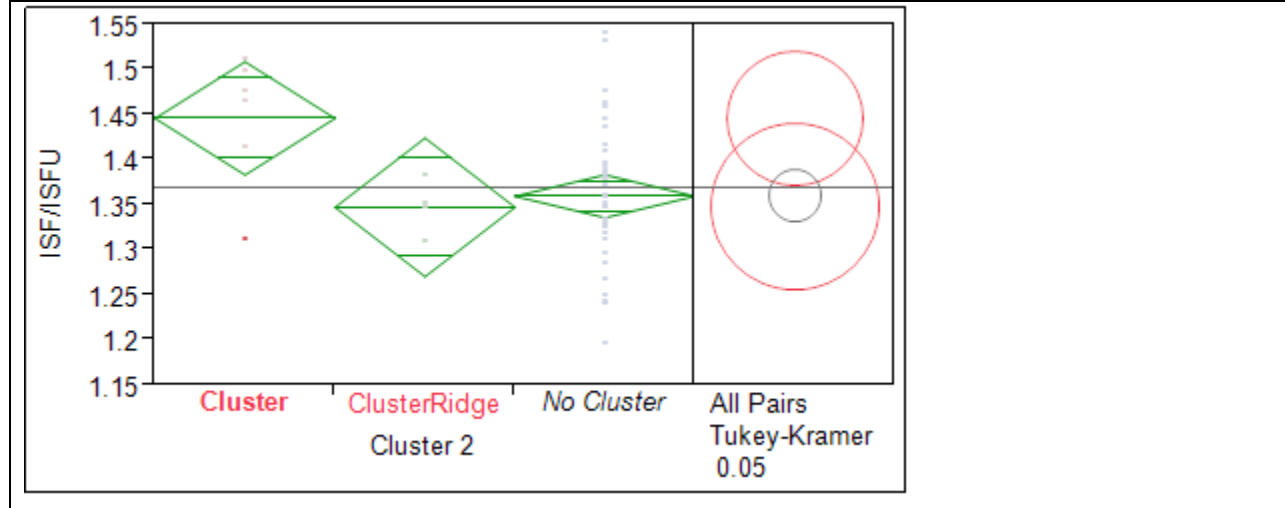 1.55
1.5
1.45
1.4
1.35
1.3
1.25
1.2
1.15
ISF/ISFU
Cluster ClusterRidge No Cluster
Cluster 2
All Pairs
Tukey-Kramer
0.05